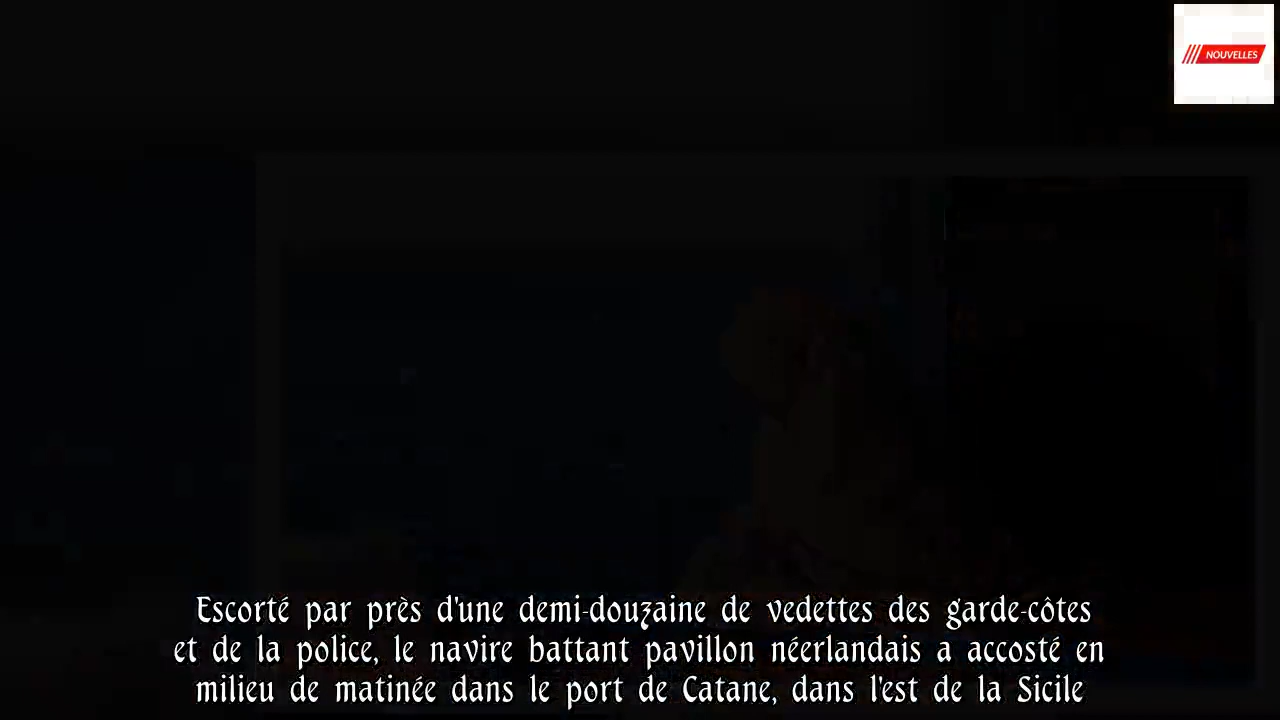 NOUVELLES
Escorté par près d'une demi-douzaine de vedettes des garde-côtes
et de la police, le navire battant pavillon néerlandais a accosté en
milieu de matinée dans le port de Catane, dans l'est de la Sicile